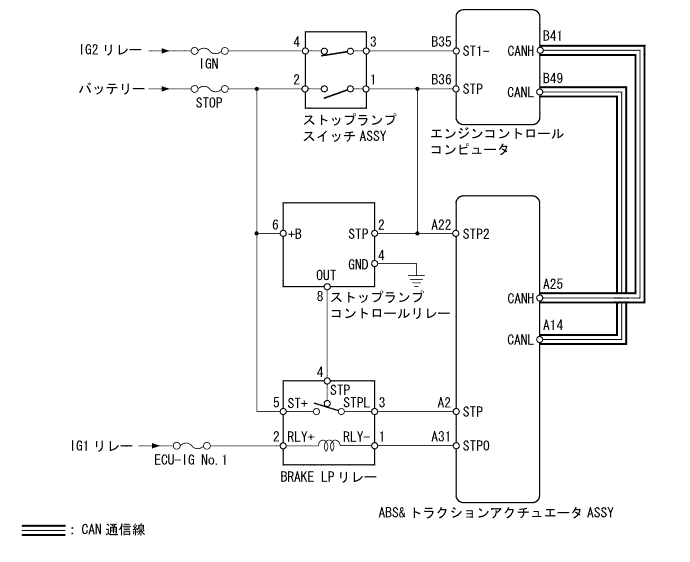 IG2 リレー
IGN
4
3
B35
ST1-
CANH
B41
バッテリー
STOP
2
1
B36
STP
CANL
B49
ストップランプ
スイッチ ASSY
エンジンコントロール
コンピュータ
6
+B
STP
2
A22
STP2
GND
4
OUT
8
ストップランプ
コントロールリレー
CANH
A25
CANL
A14
4
STP
5
ST+
STPL
3
A2
STP
IG1 リレー
ECU-IG No.1
2
RLY+
RLY-
1
A31
STPO
BRAKE LP リレー
ABS& トラクションアクチュエータ ASSY
: CAN 通信線